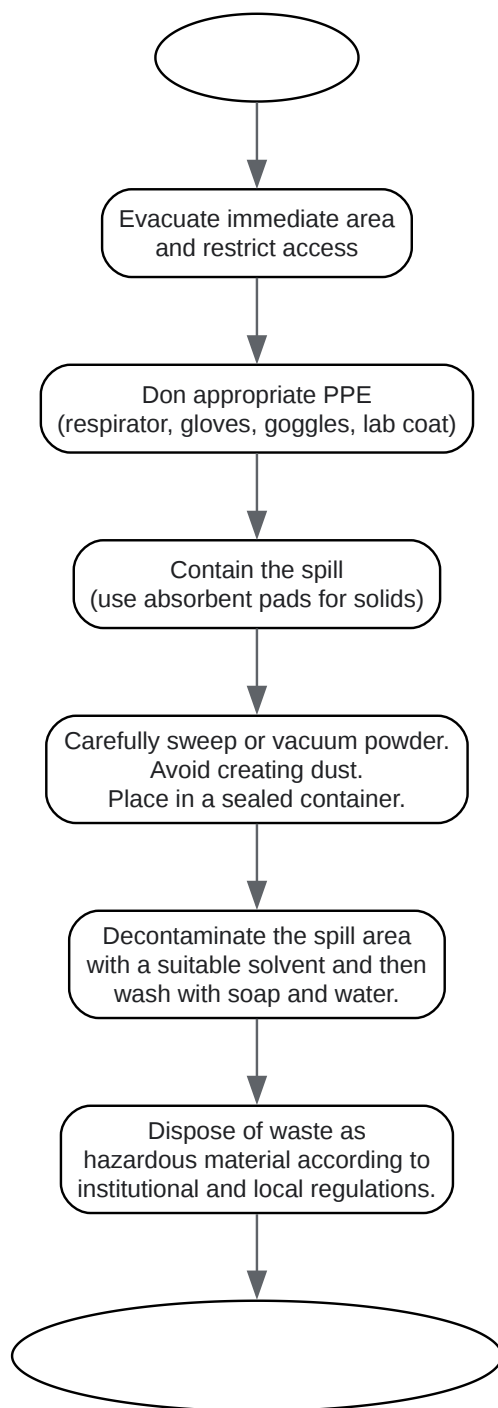 Evacuate immediate area
and restrict access
Don appropriate PPE
(respirator, gloves, goggles, lab coat)
Contain the spill
(use absorbent pads for solids)
Carefully sweep or vacuum powder.
Avoid creating dust.
Place in a sealed container.
Decontaminate the spill area
with a suitable solvent and then
wash with soap and water.
Dispose of waste as
hazardous material according to
institutional and local regulations.